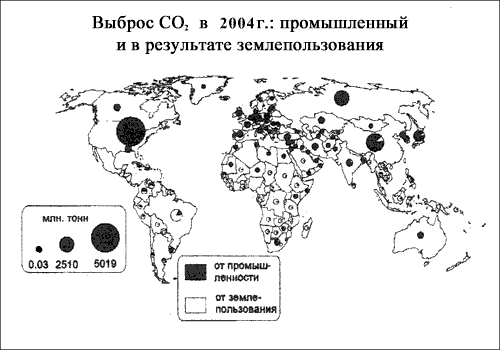 Выброс CO₂ в 2004г.: промышленный
и в результате землепользования
млн. тонн
0.03 2510 5019
от промыш-
ленности
от земле-
пользования